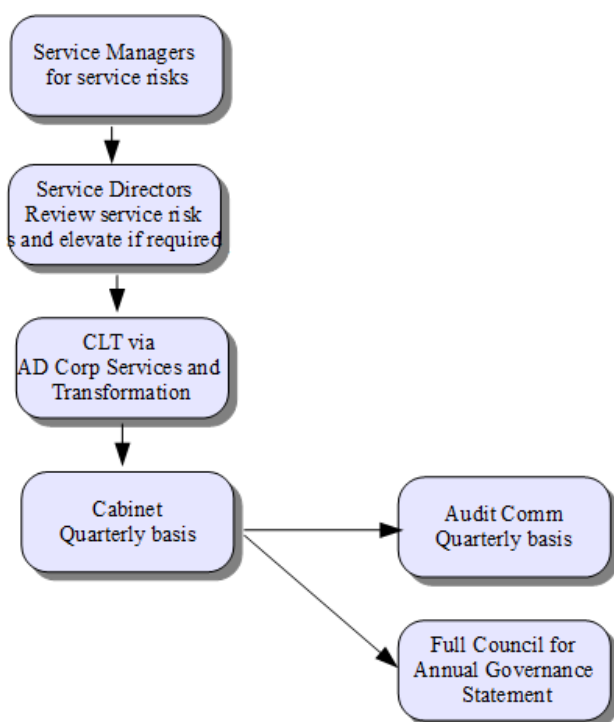 Service Managers
for service risks
Service Directors
Review service risk
s and elevate if required
CLT via
AD Corp Services and
Transformation
Cabinet
Quarterly basis
Audit Comm
Quarterly basis
Full Council for
Annual Governance
Statement